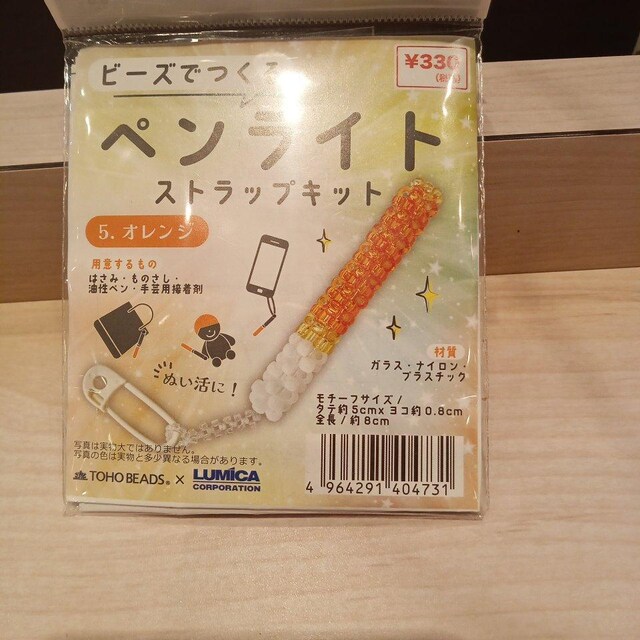 ビーズでつくる
¥330
(税込)
ペンライト
ストラップキット
5. オレンジ
用意するもの
はさみ・ものさし・
油性ペン・手芸用接着剤
ぬい活に!
材質
ガラス・ナイロン・
プラスチック
モチーフサイズ/
タテ約5cmxヨコ約0.8cm
全長/約8cm
写真は実物大ではありません。
写真の色は実物と多少異なる場合があります。
TOHO BEADS® × LUMICA
CORPORATION
4 964291 404731